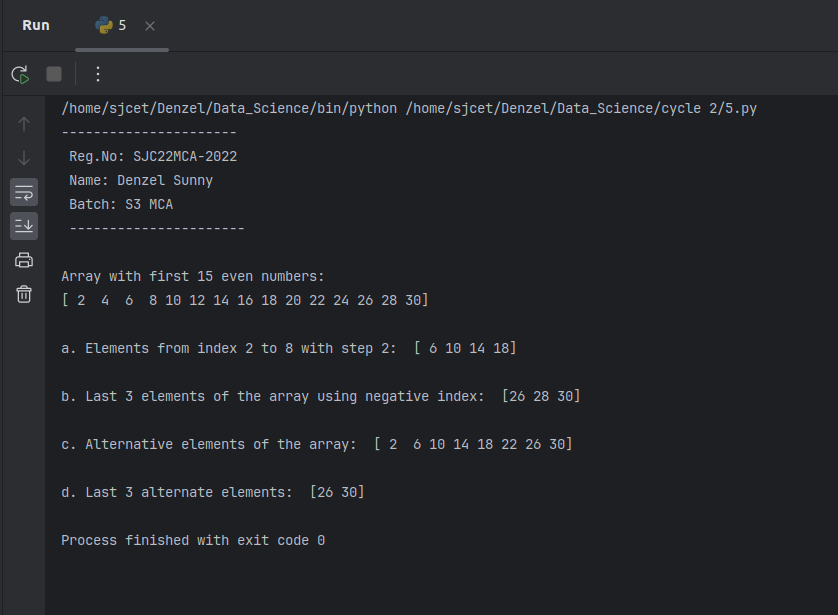 Run 5
/home/sjcet/Denzel/Data_Science/bin/python /home/sjcet/Denzel/Data_Science/cycle 2/5.py
----------------------
Reg.No: SJC22MCA-2022
Name: Denzel Sunny
Batch: S3 MCA
----------------------
Array with first 15 even numbers:
[ 2  4  6  8 10 12 14 16 18 20 22 24 26 28 30]
a. Elements from index 2 to 8 with step 2:  [ 6 10 14 18]
b. Last 3 elements of the array using negative index:  [26 28 30]
c. Alternative elements of the array:  [ 2  6 10 14 18 22 26 30]
d. Last 3 alternate elements:  [26 30]
Process finished with exit code 0